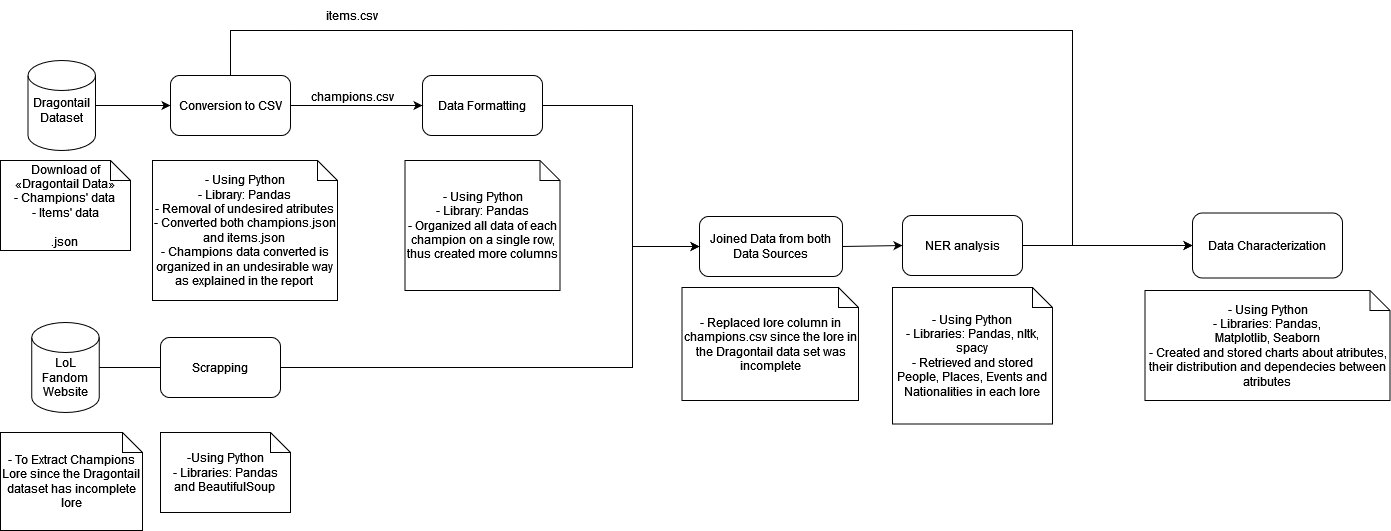 items.csv
Dragontail
Dataset
Conversion to CSV
champions.csv
Data Formatting
Download of
«Dragontail Data»
- Champions' data
- Items' data
.json
- Using Python
- Library: Pandas
- Removal of undesired atributes
- Converted both champions.json
and items.json
- Champions data converted is
organized in an undesirable way
as explained in the report
- Using Python
- Library: Pandas
- Organized all data of each
champion on a single row,
thus created more columns
Joined Data from both
Data Sources
NER analysis
Data Characterization
- Replaced lore column in
champions.csv since the lore in
the Dragontail data set was
incomplete
- Using Python
- Libraries: Pandas, nltk,
spacy
- Retrieved and stored
People, Places, Events and
Nationalities in each lore
- Using Python
- Libraries: Pandas,
Matplotlib, Seaborn
- Created and stored charts about atributes,
their distribution and dependecies between
atributes
LoL
Fandom
Website
Scrapping
- To Extract Champions
Lore since the Dragontail
dataset has incomplete
lore
-Using Python
- Libraries: Pandas
and BeautifulSoup